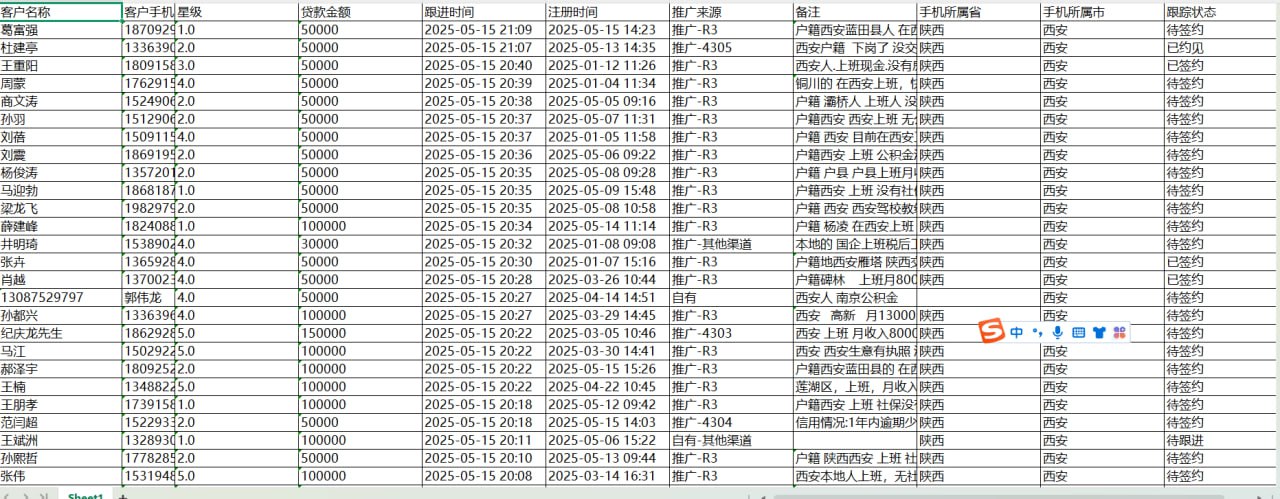 客户名称 客户手机 星级 贷款金额 跟进时间 注册时间 推广来源 备注 手机所属省 手机所属市 跟踪状态
葛富强 187092 1.0 50000 2025-05-15 21:09 2025-05-15 14:23 推广-R3 户籍西安蓝田县人 在西 陕西 西安 待签约
杜建亭 133639 2.0 50000 2025-05-15 21:07 2025-05-13 14:35 推广-4305 西安户籍 下岗了 没交 陕西 西安 已约见
王重阳 180915 3.0 50000 2025-05-15 20:40 2025-01-12 11:26 推广-R3 西安人.上班现金.没有 陕西 西安 已签约
周蒙 176291 4.0 50000 2025-05-15 20:39 2025-01-04 11:34 推广-R3 铜川的 在西安上班, 陕西 西安 待签约
商文涛 152490 2.0 50000 2025-05-15 20:38 2025-05-05 09:16 推广-R3 户籍 灞桥人 上班人 没 陕西 西安 待签约
孙羽 151290 2.0 50000 2025-05-15 20:37 2025-05-07 11:31 推广-R3 户籍西安 西安上班 无 陕西 西安 待签约
刘蓓 150911 4.0 50000 2025-05-15 20:37 2025-01-05 11:58 推广-R3 户籍 西安 目前在西安 陕西 西安 待签约
刘震 186919 2.0 50000 2025-05-15 20:36 2025-05-06 09:22 推广-R3 户籍西安 上班 公积金 陕西 西安 待签约
杨俊涛 135720 2.0 50000 2025-05-15 20:35 2025-05-08 09:28 推广-R3 户籍 户县 户县上班月 陕西 西安 待签约
马迎勃 186818 1.0 50000 2025-05-15 20:35 2025-05-09 15:48 推广-R3 户籍西安 上班 没有社 陕西 西安 待签约
梁龙飞 198297 2.0 50000 2025-05-15 20:35 2025-05-08 10:58 推广-R3 户籍 西安 西安驾校教 陕西 西安 待签约
薛建峰 182408 1.0 100000 2025-05-15 20:34 2025-05-14 11:14 推广-R3 户籍 杨凌 在西安上班 陕西 西安 待签约
井明琦 153890 4.0 30000 2025-05-15 20:32 2025-01-08 09:08 推广-其他渠道 本地的 国企上班税后 陕西 西安 待签约
张卉 136592 4.0 50000 2025-05-15 20:30 2025-01-07 15:16 推广-R3 户籍地西安雁塔 陕西交 陕西 西安 已签约
肖越 137002 4.0 50000 2025-05-15 20:28 2025-03-26 10:44 推广-R3 户籍碑林 上班月800 陕西 西安 已签约
13087529797 郭伟龙 4.0 50000 2025-05-15 20:27 2025-04-14 14:51 自有 西安人 南京公积金 西安 待签约
孙都兴 133639 4.0 100000 2025-05-15 20:27 2025-03-29 14:45 推广-R3 西安 高新 月13000 陕西 西安 待签约
纪庆龙先生 186292 5.0 150000 2025-05-15 20:22 2025-03-05 10:46 推广-4303 西安 上班 月收入8000 陕西 中 西安 待签约
马江 150292 5.0 100000 2025-05-15 20:22 2025-03-30 14:41 推广-R3 西安 西安生意有执照 陕西 西安 待签约
郝泽宇 180925 2.0 100000 2025-05-15 20:22 2025-05-15 15:26 推广-R3 户籍西安蓝田县的 在西 陕西 西安 待签约
王楠 134882 5.0 100000 2025-05-15 20:22 2025-04-22 10:45 推广-R3 莲湖区，上班，月收入 陕西 西安 待签约
王朋孝 173915 1.0 100000 2025-05-15 20:18 2025-05-12 09:42 推广-R3 户籍西安 上班 社保没 陕西 西安 待签约
范闫超 152293 2.0 50000 2025-05-15 20:18 2025-05-15 14:03 推广-4304 信用情况:1年内逾期少 陕西 西安 待签约
王斌洲 132893 1.0 100000 2025-05-15 20:11 2025-05-06 15:22 自有-其他渠道 陕西 西安 待跟进
孙熙哲 177828 2.0 50000 2025-05-15 20:10 2025-05-13 09:44 推广-R3 户籍 陕西西安 上班 社 陕西 西安 待签约
张伟 153194 5.0 100000 2025-05-15 20:08 2025-03-14 16:31 推广-R3 西安本地人上班，无社 陕西 西安 待签约
Sheet1